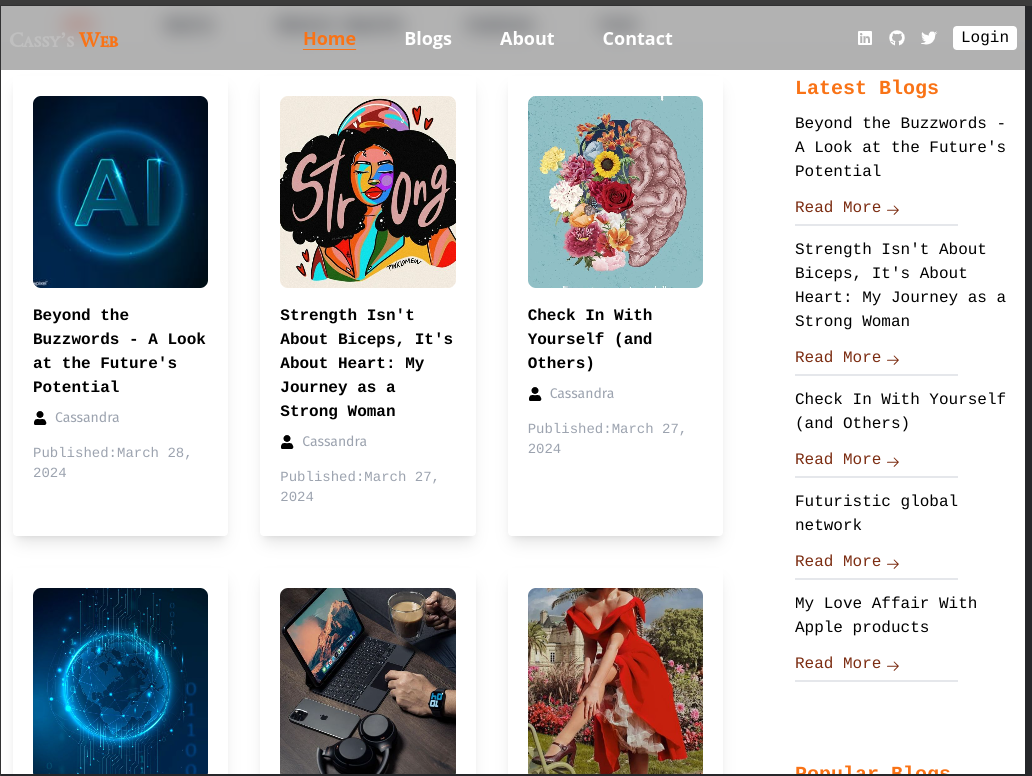 Cassy's Web
Home
Blogs
About
Contact
Login
AI
Beyond the
Buzzwords - A Look
at the Future's
Potential
Cassandra
Published:March 28,
2024
Strong
Strength Isn't
About Biceps, It's
About Heart: My
Journey as a
Strong Woman
Cassandra
Published:March 27,
2024
Check In With
Yourself (and
Others)
Cassandra
Published:March 27,
2024
Latest Blogs
Beyond the Buzzwords -
A Look at the Future's
Potential
Read More →
Strength Isn't About
Biceps, It's About
Heart: My Journey as a
Strong Woman
Read More →
Check In With Yourself
(and Others)
Read More →
Futuristic global
network
Read More →
My Love Affair With
Apple products
Read More →
Popular Blogs